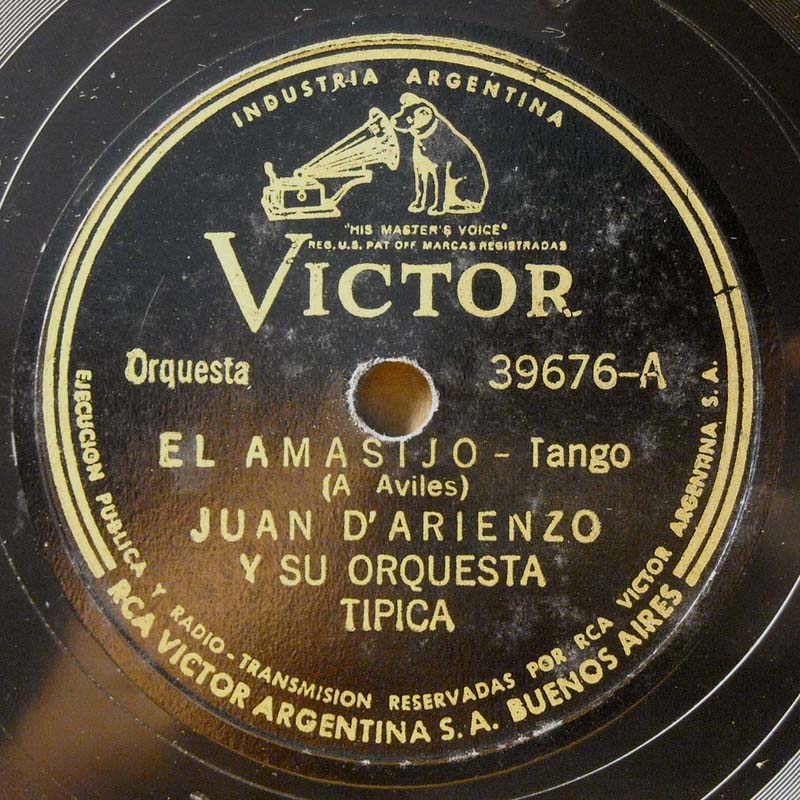 INDUSTRIA ARGENTINA
"HIS MASTER'S VOICE"
REG. U.S. PAT OFF MARCAS REGISTRADAS
VICTOR
Orquesta 39676-A
EL AMASIJO - Tango
(A Aviles)
JUAN D'ARIENZO
Y SU ORQUESTA
TIPICA
EJECUCION PUBLICA Y RADIO-TRANSMISION RESERVADAS POR RCA VICTOR ARGENTINA S.A.
RCA VICTOR ARGENTINA S.A. BUENOS AIRES